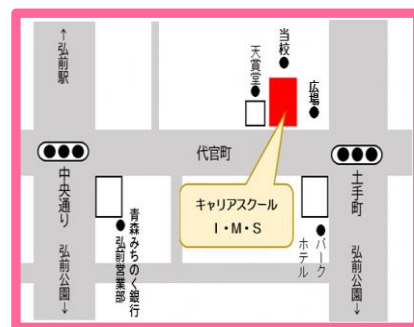 ↑弘前駅
天賞堂
当校
広場
代官町
中央通り
土手町
キャリアスクール
I・M・S
青森みちのく銀行
弘前営業部
パーク
ホテル
弘前公園↓
弘前公園↓